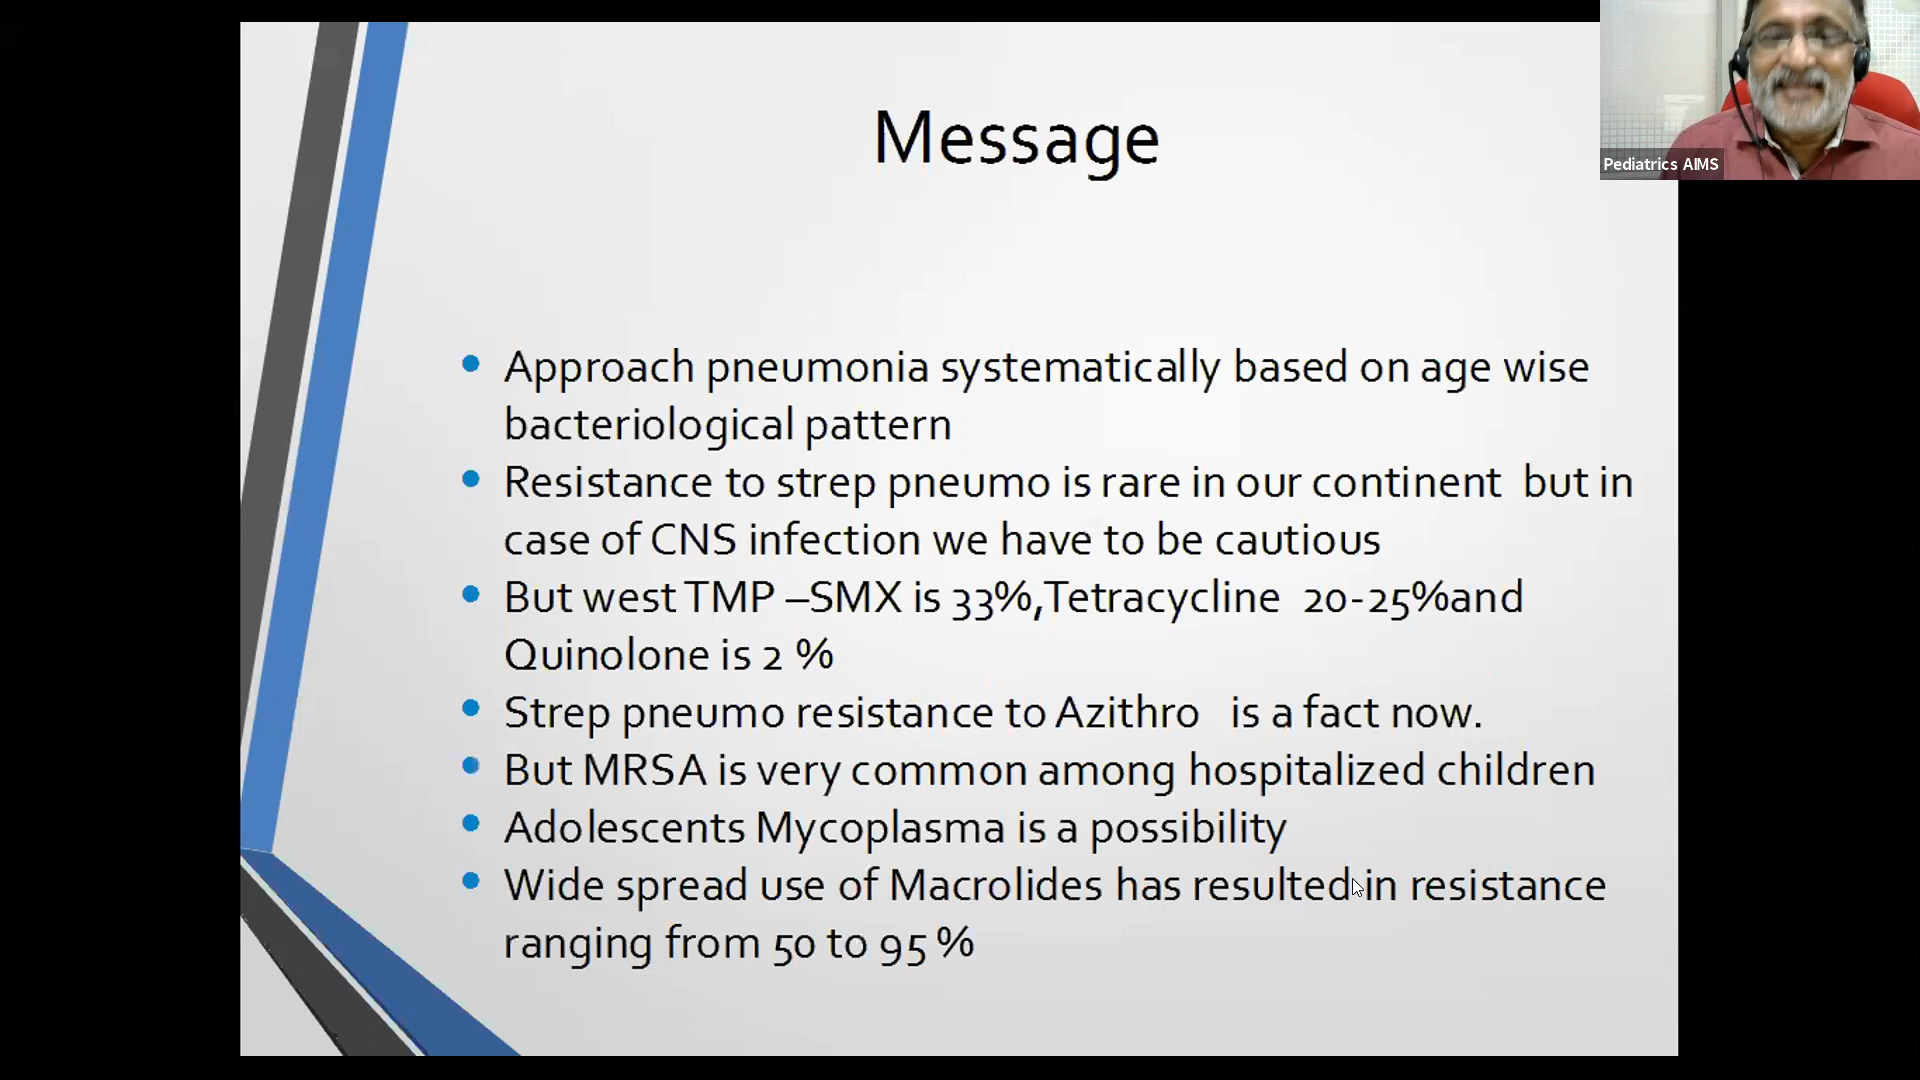 Message
Pediatrics AIMS
Approach pneumonia systematically based on age wise
bacteriological pattern
Resistance to strep pneumo is rare in our continent but in
case of CNS infection we have to be cautious
But west TMP –SMX is 33%,Tetracycline 20-25%and
Quinolone is 2 %
Strep pneumo resistance to Azithro is a fact now.
But MRSA is very common among hospitalized children
Adolescents Mycoplasma is a possibility
Wide spread use of Macrolides has resulted in resistance
ranging from 50 to 95 %